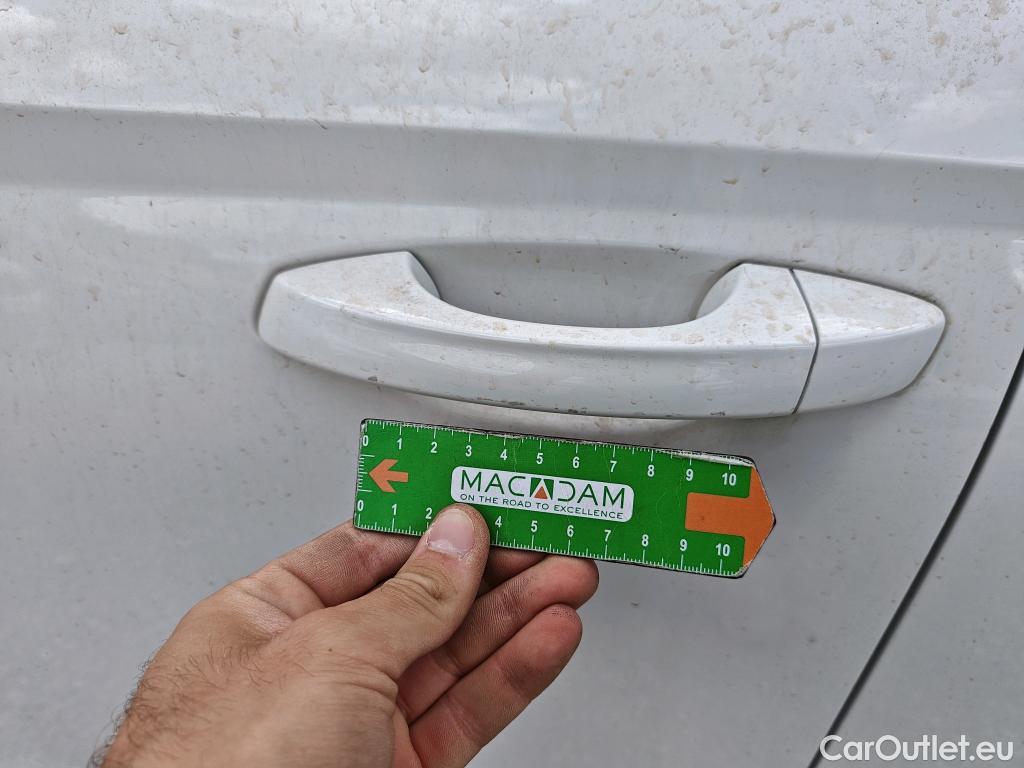 0 1 2 3 4 5 6 7 8 9 10
MACADAM
ON THE ROAD TO EXCELLENCE
0 1 2 4 5 6 7 8 9 10
CarOutlet.eu